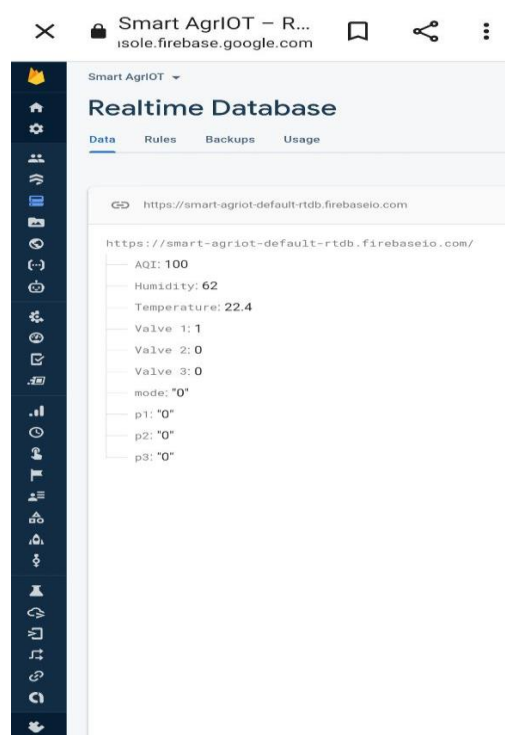 Smart AgrIOT – R...
isole.firebase.google.com
Smart AgrIOT
Realtime Database
Data Rules Backups Usage
https://smart-agriot-default-rtdb.firebaseio.com
https://smart-agriot-default-rtdb.firebaseio.com/
AQI: 100
Humidity: 62
Temperature: 22.4
Valve 1: 1
Valve 2: 0
Valve 3: 0
mode: "0"
p1: "0"
p2: "0"
p3: "0"